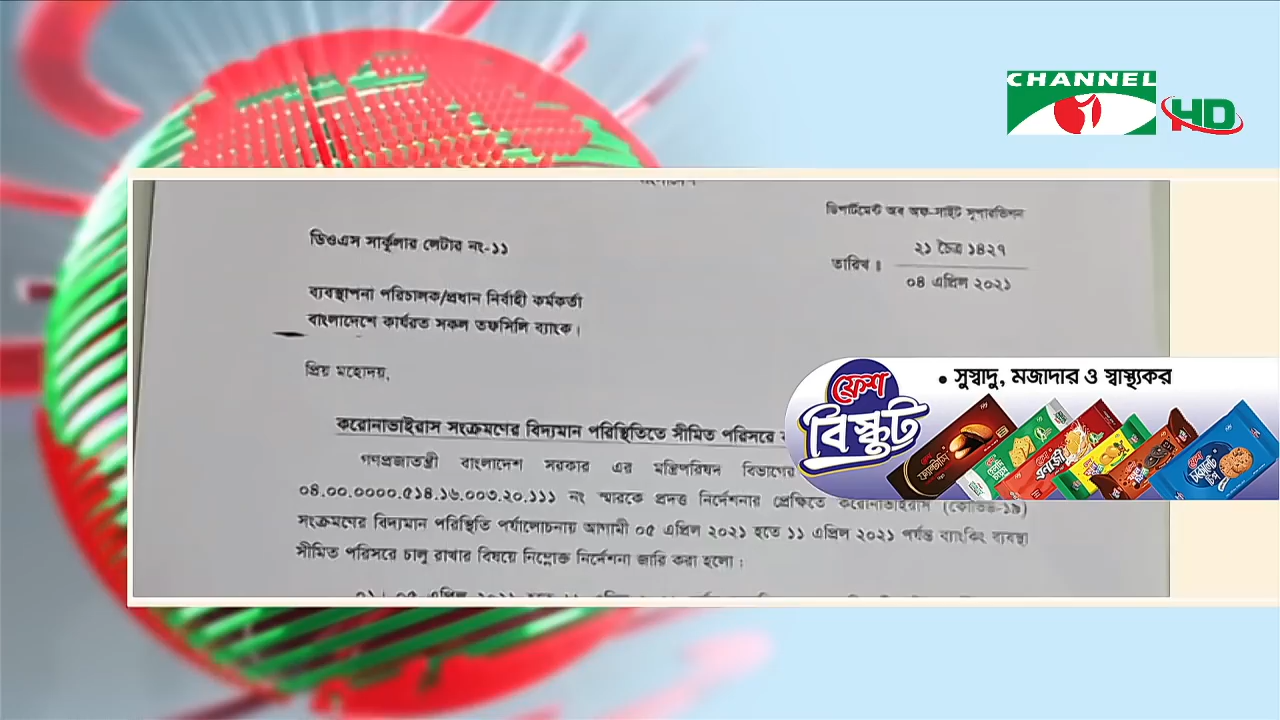 CHANNEL
HD
ডিপার্টমেন্ট অব অফ-সাইট সুপারভিশন
ডিওএস সার্কুলার লেটার নং-১১
২১ চৈত্র ১৪২৭
তারিখ ঃ
০৪ এপ্রিল ২০২১
ব্যবস্থাপনা পরিচালক/প্রধান নির্বাহী কর্মকর্তা
বাংলাদেশে কার্যরত সকল তফসিলি ব্যাংক।
প্রিয় মহোদয়,
ফ্রেশ
বিস্কুট
• সুস্বাদু, মজাদার ও স্বাস্থ্যকর
করোনাভাইরাস সংক্রমণের বিদ্যমান পরিস্থিতিতে সীমিত পরিসরে
গণপ্রজাতন্ত্রী বাংলাদেশ সরকার এর মন্ত্রিপরিষদ বিভাগের
০৪.০০.০০০০.৫১৪.১৬.০০৩.২০.১১১ নং স্মারকে প্রদত্ত নির্দেশনার প্রেক্ষিতে করোনাভাইরাস (কোভিড-১৯)
সংক্রমণের বিদ্যমান পরিস্থিতি পর্যালোচনায় আগামী ০৫ এপ্রিল ২০২১ হতে ১১ এপ্রিল ২০২১ পর্যন্ত ব্যাংকিং ব্যবস্থা
সীমিত পরিসরে চালু রাখার বিষয়ে নিম্নোক্ত নির্দেশনা জারি করা হলো :